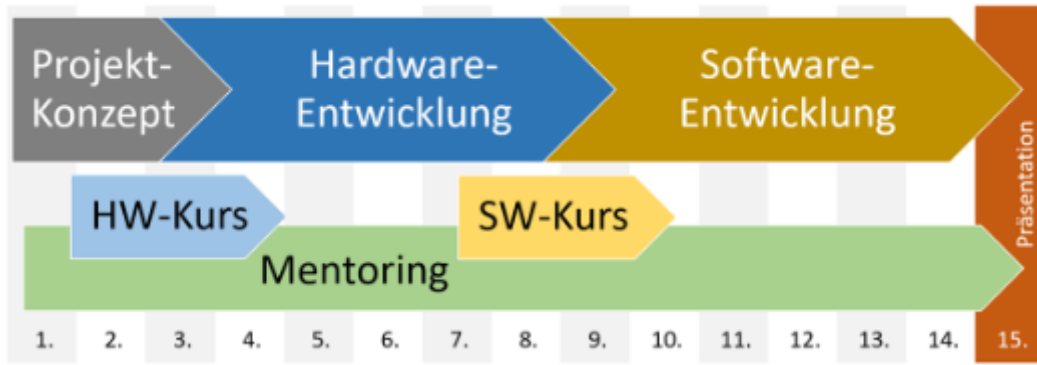 Projekt-
Konzept
Hardware-
Entwicklung
Software-
Entwicklung
HW-Kurs
SW-Kurs
Mentoring
Präsentation
1. 2. 3. 4. 5. 6. 7. 8. 9. 10. 11. 12. 13. 14. 15.